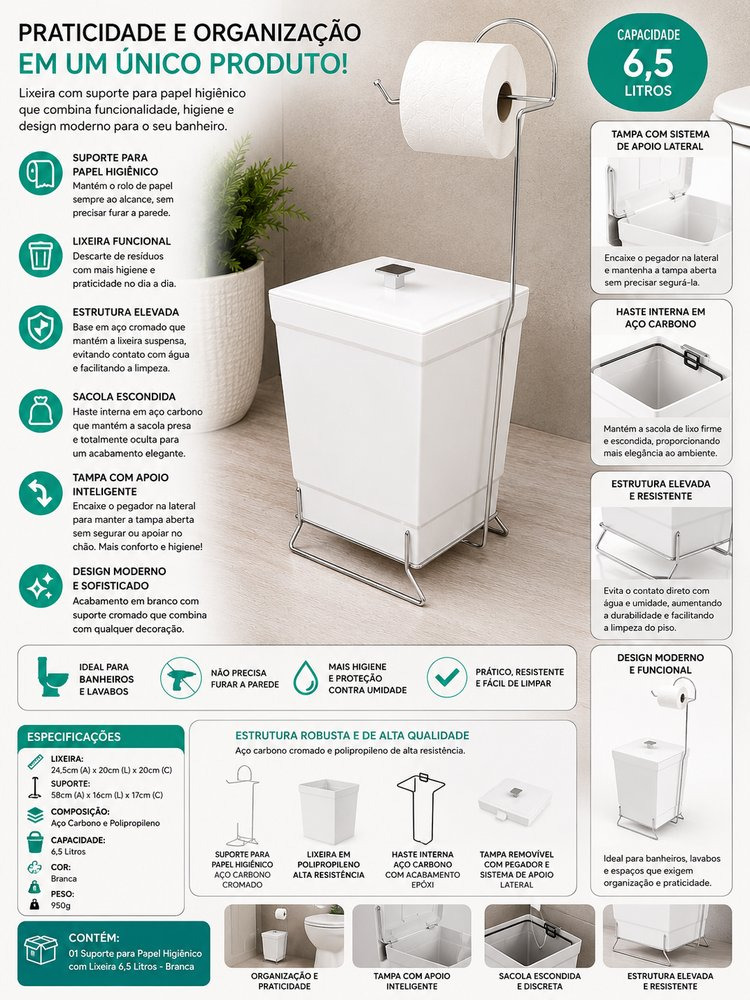 PRATICIDADE E ORGANIZAÇÃO
EM UM ÚNICO PRODUTO!
Lixeira com suporte para papel higiênico
que combina funcionalidade, higiene e
design moderno para o seu banheiro.
CAPACIDADE
6,5
LITROS
SUPORTE PARA
PAPEL HIGIÊNICO
Mantém o rolo de papel
sempre ao alcance, sem
precisar furar a parede.
LIXEIRA FUNCIONAL
Descarte de resíduos
com mais higiene e
praticidade no dia a dia.
ESTRUTURA ELEVADA
Base em aço cromado que
mantém a lixeira suspensa,
evitando contato com água
e facilitando a limpeza.
SACOLA ESCONDIDA
Haste interna em aço carbono
que mantém a sacola presa
e totalmente oculta para
um acabamento elegante.
TAMPA COM APOIO
INTELIGENTE
Encaixe o pegador na lateral
para manter a tampa aberta
sem segurar ou apoiar no
chão. Mais conforto e higiene!
DESIGN MODERNO
E SOFISTICADO
Acabamento em branco com
suporte cromado que combina
com qualquer decoração.
TAMPA COM SISTEMA
DE APOIO LATERAL
Encaixe o pegador na lateral
e mantenha a tampa aberta
sem precisar segurá-la.
HASTE INTERNA EM
AÇO CARBONO
Mantém a sacola de lixo firme
e escondida, proporcionando
mais elegância ao ambiente.
ESTRUTURA ELEVADA
E RESISTENTE
Evita o contato direto com
água e umidade, aumentando
a durabilidade e facilitando
a limpeza do piso.
DESIGN MODERNO
E FUNCIONAL
Ideal para banheiros, lavabos
e espaços que exigem
organização e praticidade.
IDEAL PARA
BANHEIROS
E LAVABOS
NÃO PRECISA
FURAR A PAREDE
MAIS HIGIENE
E PROTEÇÃO
CONTRA UMIDADE
PRÁTICO, RESISTENTE
E FÁCIL DE LIMPAR
ESPECIFICAÇÕES
LIXEIRA:
24,5cm (A) x 20cm (L) x 20cm (C)
SUPORTE:
58cm (A) x 16cm (L) x 17cm (C)
COMPOSIÇÃO:
Aço Carbono e Polipropileno
CAPACIDADE:
6,5 Litros
COR:
Branca
PESO:
950g
ESTRUTURA ROBUSTA E DE ALTA QUALIDADE
Aço carbono cromado e polipropileno de alta resistência.
SUPORTE PARA
PAPEL HIGIÊNICO
AÇO CARBONO
CROMADO
LIXEIRA EM
POLIPROPILENO
ALTA RESISTÊNCIA
HASTE INTERNA
AÇO CARBONO
COM ACABAMENTO
EPÓXI
TAMPA REMOVÍVEL
COM PEGADOR E
SISTEMA DE APOIO
LATERAL
CONTÉM:
01 Suporte para Papel Higiênico
com Lixeira 6,5 Litros - Branca
ORGANIZAÇÃO E
PRATICIDADE
TAMPA COM APOIO
INTELIGENTE
SACOLA ESCONDIDA
E DISCRETA
ESTRUTURA ELEVADA
E RESISTENTE